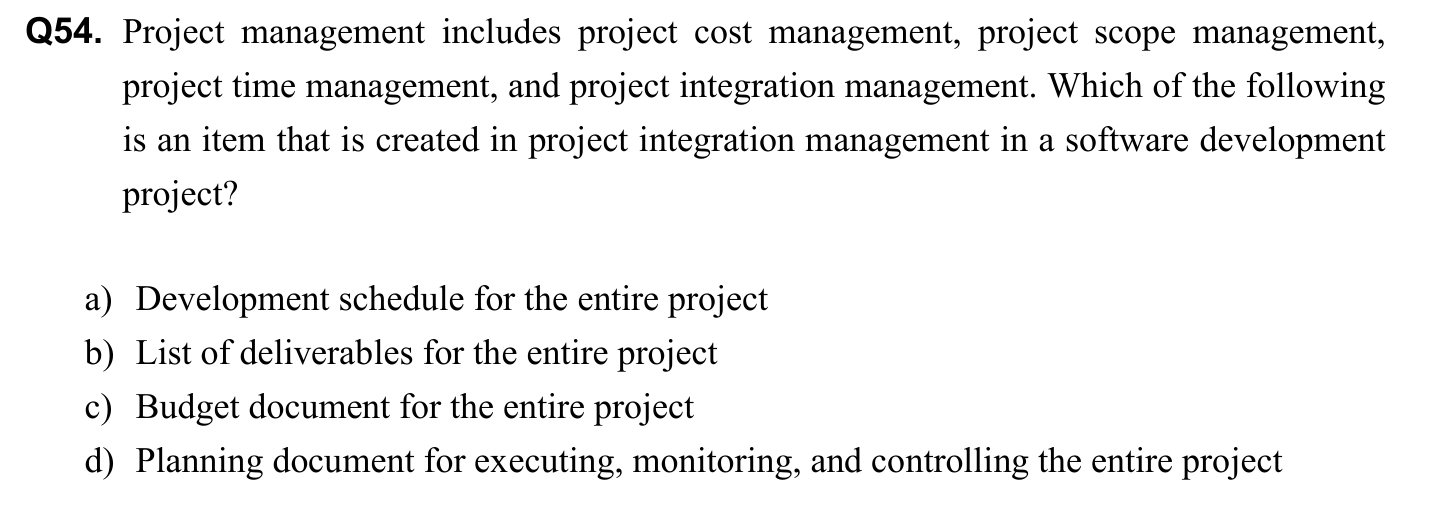 Q54. Project management includes project cost management, project scope management,
project time management, and project integration management. Which of the following
is an item that is created in project integration management in a software development
project?
a) Development schedule for the entire project
b) List of deliverables for the entire project
c) Budget document for the entire project
d) Planning document for executing, monitoring, and controlling the entire project